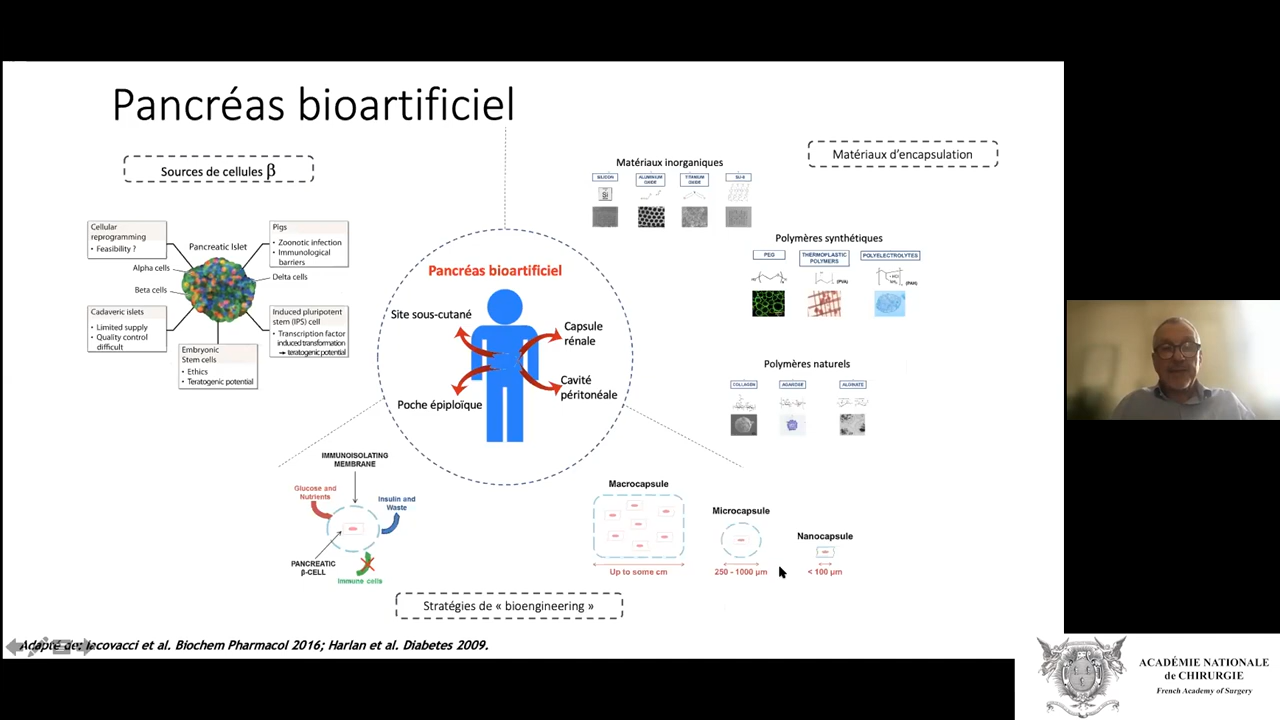 Pancréas bioartificiel
Sources de cellules β
Cellular
reprogramming
• Feasibility ?
Pigs
• Zoonotic infection
• Immunological
barriers
Pancreatic Islet
Alpha cells
Beta cells
Delta cells
Cadaveric islets
• Limited supply
• Quality control
difficult
Induced pluripotent
stem (IPS) cell
• Transcription factor
induced transformation
→ teratogenic potential
Embryonic
Stem cells
• Ethics
• Teratogenic potential
Pancréas bioartificiel
Site sous-cutané
Capsule
rénale
Poche épiploïque
Cavité
péritonéale
Matériaux d'encapsulation
Matériaux inorganiques
SILICON
ALUMINIUM
OXIDE
TITANIUM
OXIDE
SU-8
Polymères synthétiques
PEG
THERMOPLASTIC
POLYMERS
POLYELECTROLYTES
(PVA)
(PAH)
Polymères naturels
COLLAGEN
AGAROSE
ALGINATE
IMMUNOISOLATING
MEMBRANE
Glucose and
Nutrients
Insulin and
Waste
PANCREATIC
β-CELL
Immune cells
Macrocapsule
Up to some cm
Microcapsule
250 - 1000 µm
Nanocapsule
< 100 µm
Stratégies de « bioengineering »
Adapté de: Iacovacci et al. Biochem Pharmacol 2016; Harlan et al. Diabetes 2009.
ACADÉMIE NATIONALE
de CHIRURGIE
French Academy of Surgery